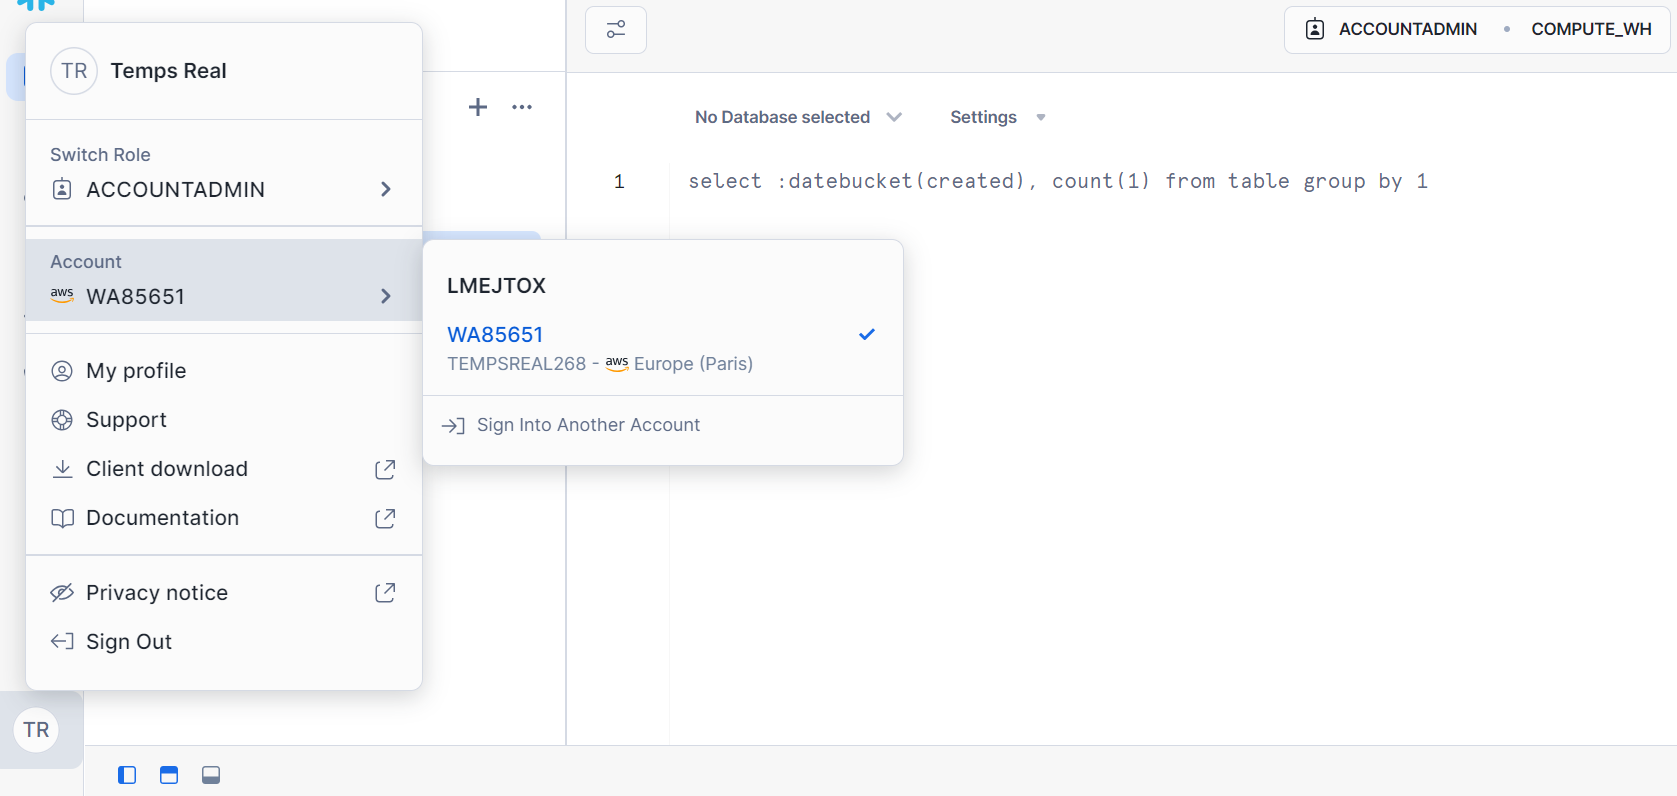 TR Temps Real
Switch Role
ACCOUNTADMIN
Account
aws WA85651
My profile
Support
Client download
Documentation
Privacy notice
Sign Out
TR
LMEJTOX
WA85651
TEMPSREAL268 - aws Europe (Paris)
Sign Into Another Account
ACCOUNTADMIN • COMPUTE_WH
No Database selected Settings
1 select :datebucket(created), count(1) from table group by 1